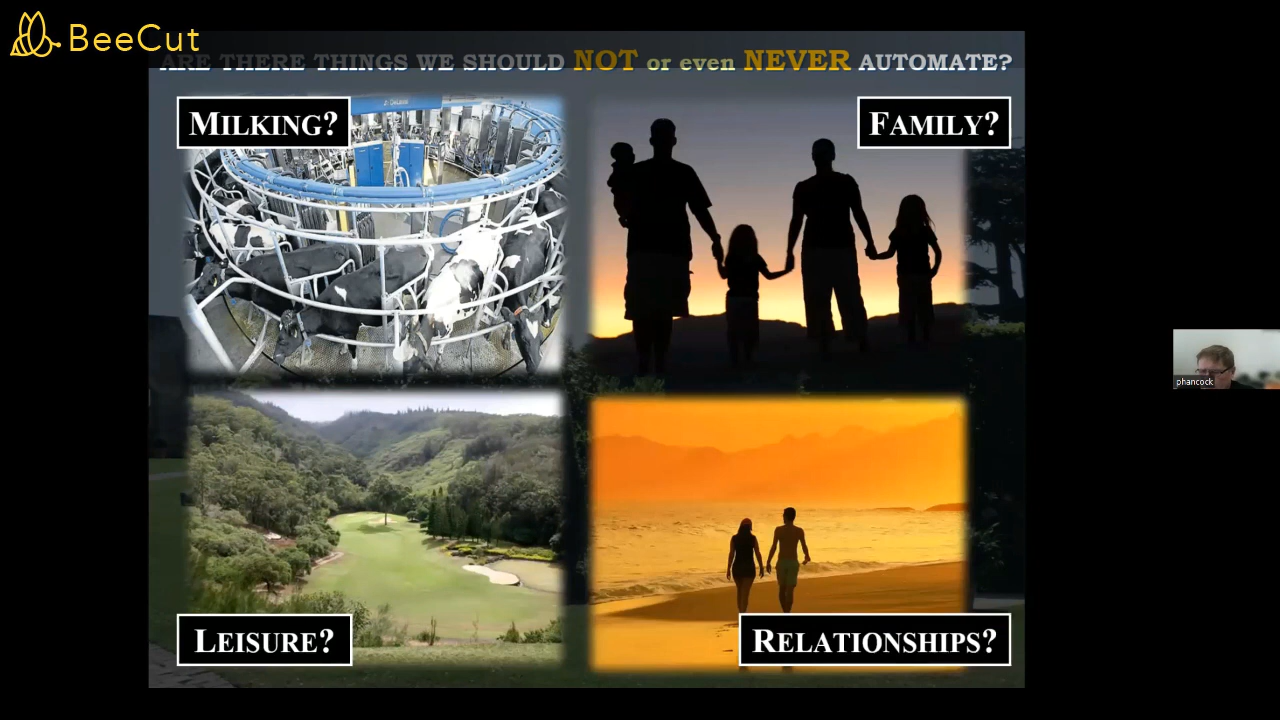 BeeCut
ARE THERE THINGS WE SHOULD NOT or even NEVER AUTOMATE?
MILKING?
FAMILY?
LEISURE?
RELATIONSHIPS?
phancock